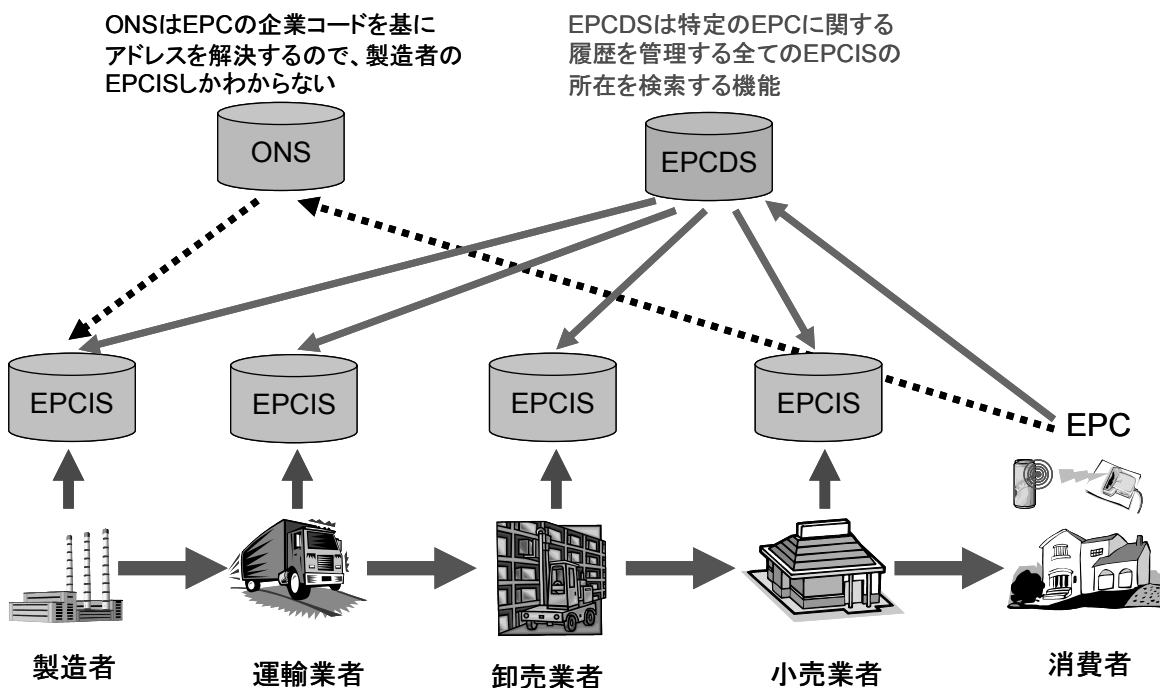 ONSはEPCの企業コードを基に
アドレスを解決するので、製造者の
EPCISしかわからない
EPCDSは特定のEPCに関する
履歴を管理する全てのEPCISの
所在を検索する機能
ONS
EPCDS
EPCIS
EPCIS
EPCIS
EPCIS
EPC
製造者
運輸業者
卸売業者
小売業者
消費者